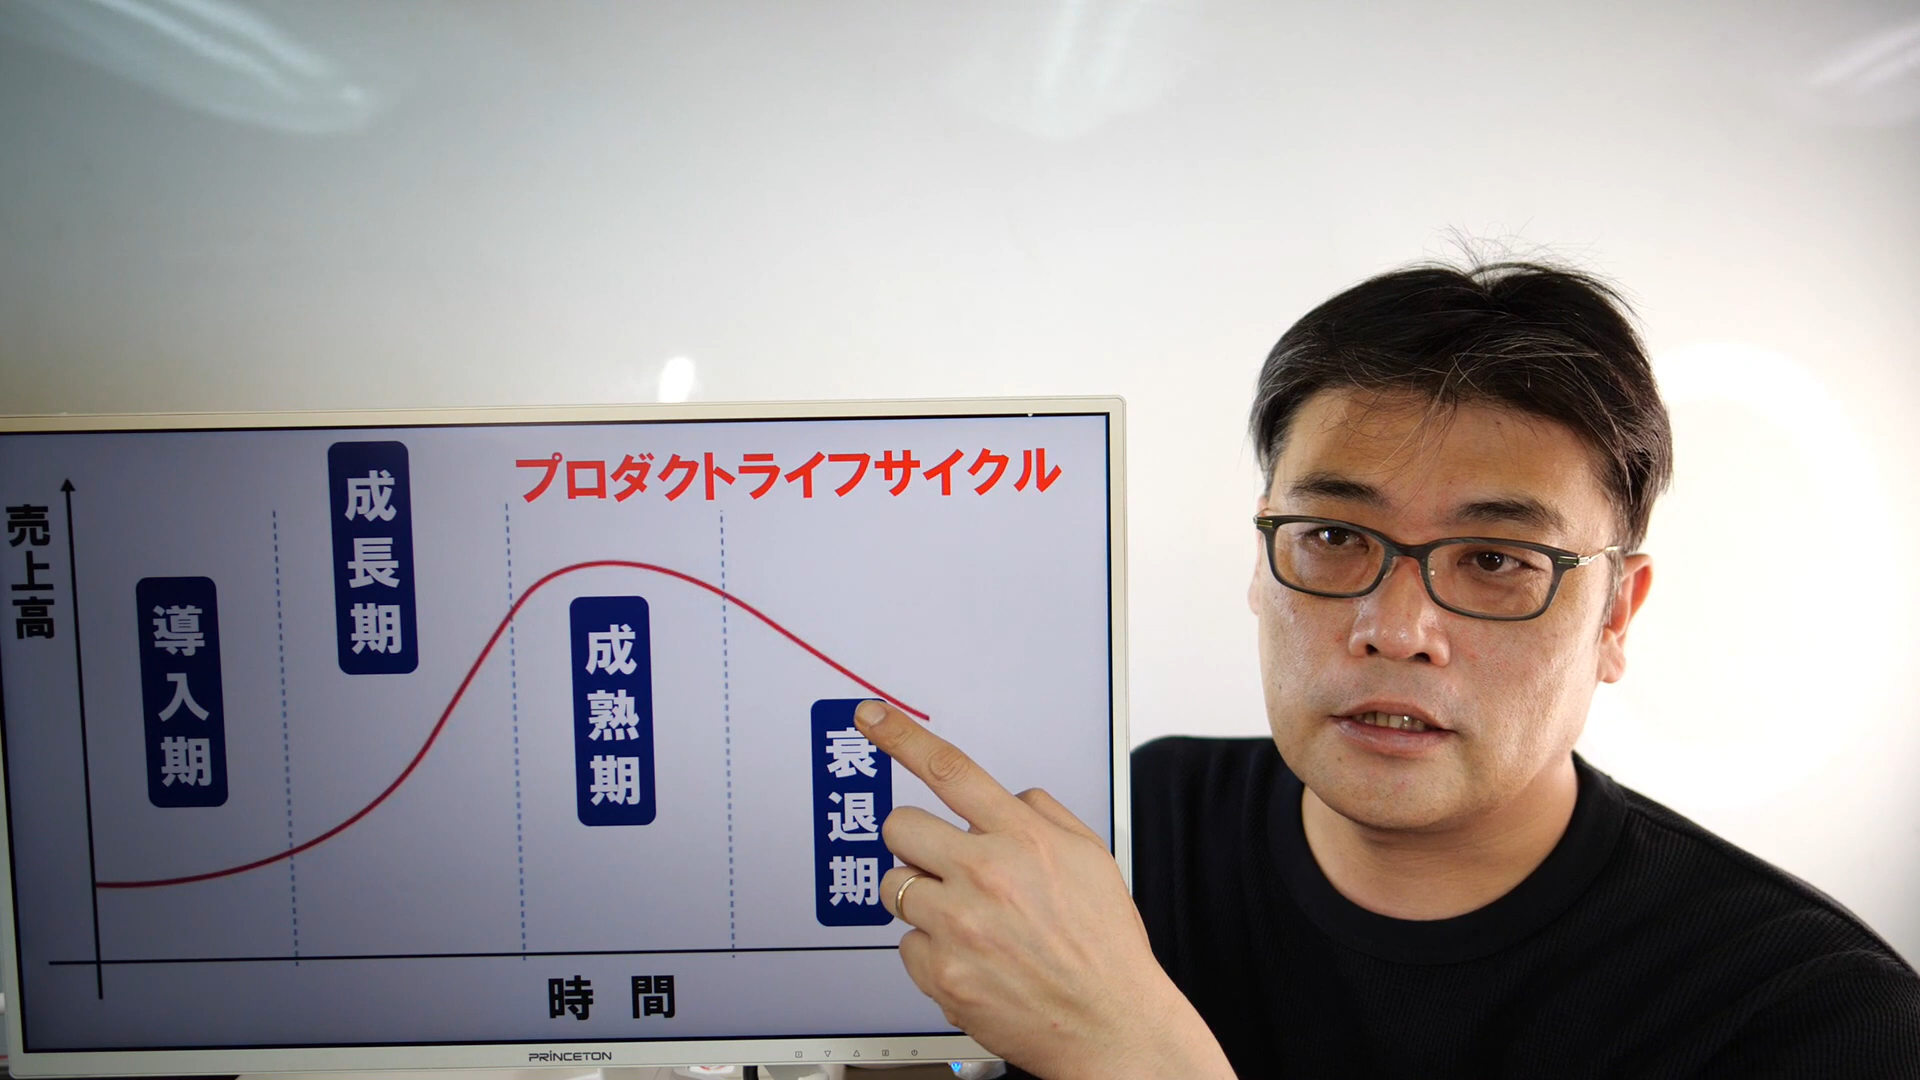 プロダクトライフサイクル
売上高
導入期
成長期
成熟期
衰退期
時間
PRINCETON